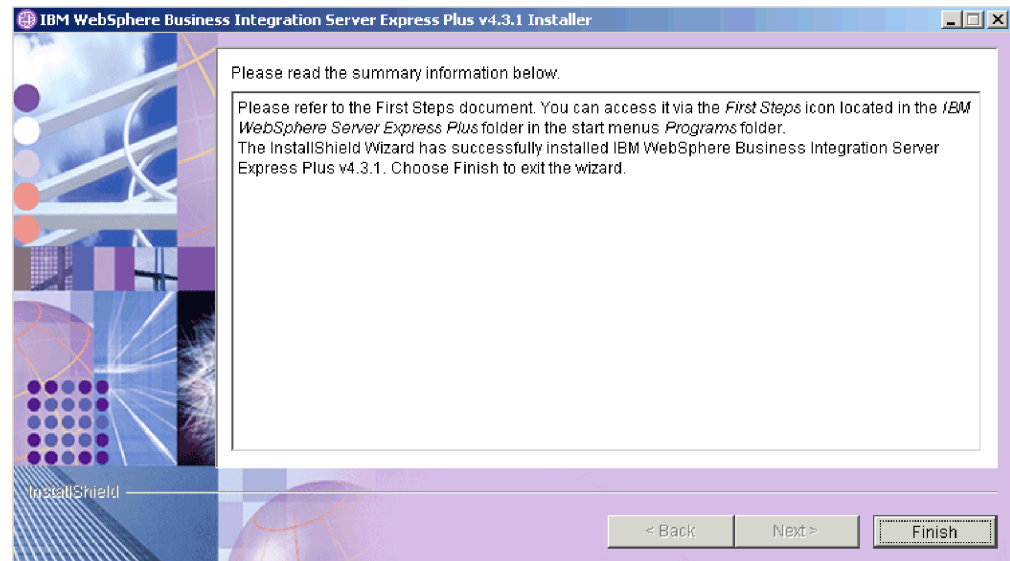 IBM WebSphere Business Integration Server Express Plus v4.3.1 Installer
Please read the summary information below.
Please refer to the First Steps document. You can access it via the First Steps icon located in the IBM
WebSphere Server Express Plus folder in the start menus Programs folder.
The InstallShield Wizard has successfully installed IBM WebSphere Business Integration Server
Express Plus v4.3.1. Choose Finish to exit the wizard.
InstallShield
< Back
Next >
Finish